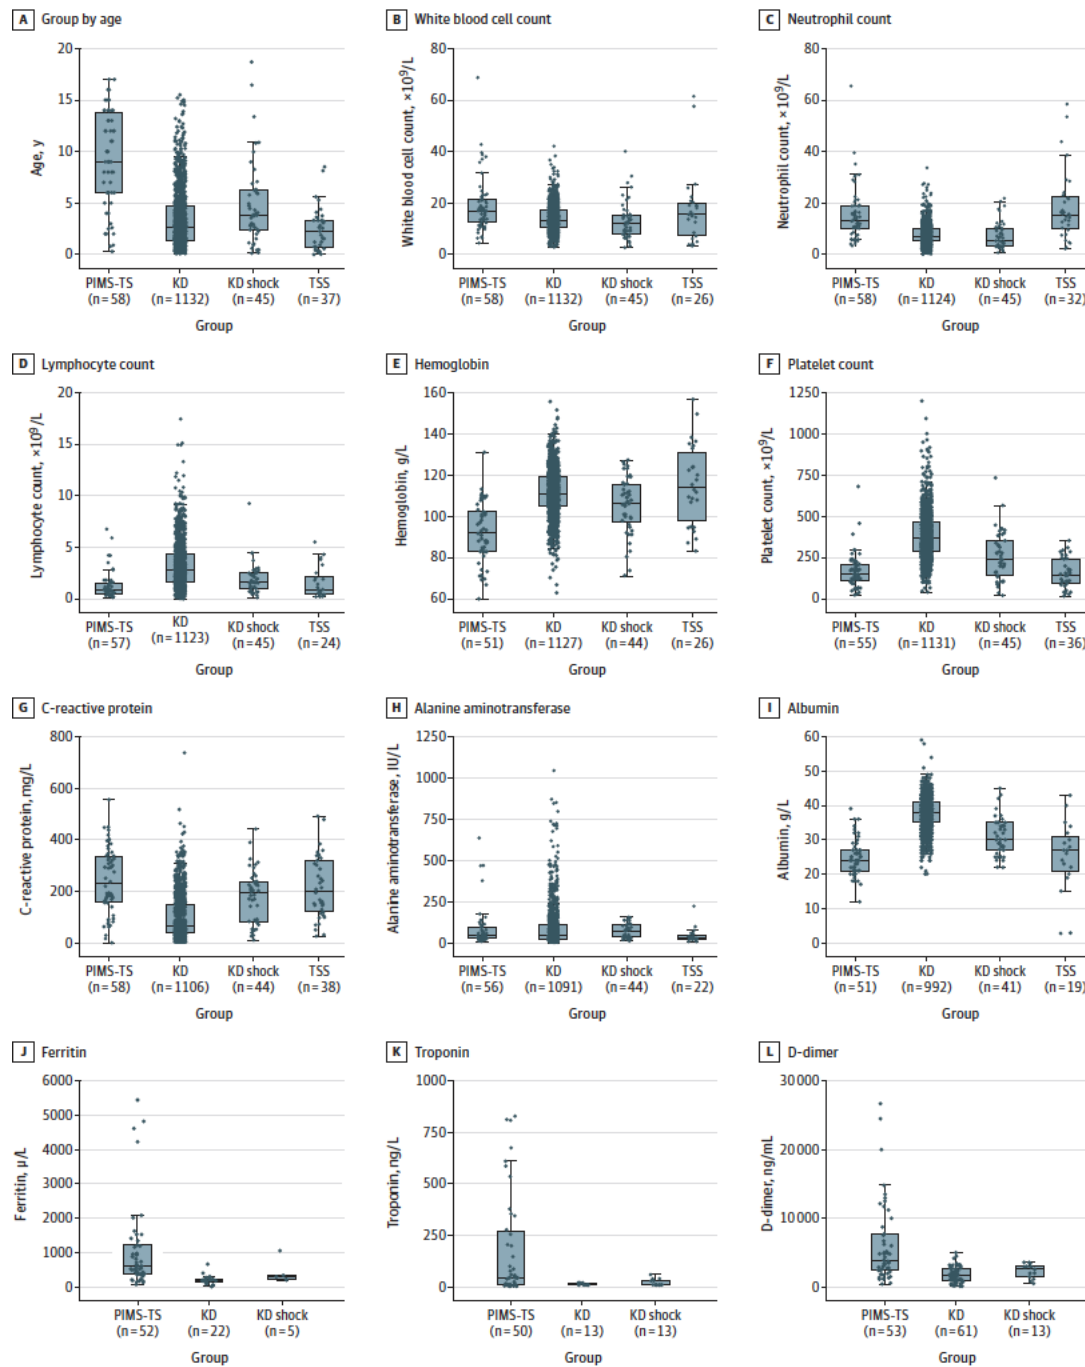 A Group by age
Age, y
20
15
10
5
0
PIMS-TS KD KD shock TSS
(n=58) (n=1132) (n=45) (n=37)
Group
B White blood cell count
White blood cell count, ×10⁹/L
80
60
40
20
0
PIMS-TS KD KD shock TSS
(n=58) (n=1132) (n=45) (n=26)
Group
C Neutrophil count
Neutrophil count, ×10⁹/L
80
60
40
20
0
PIMS-TS KD KD shock TSS
(n=58) (n=1124) (n=45) (n=32)
Group
D Lymphocyte count
Lymphocyte count, ×10⁹/L
20
15
10
5
0
PIMS-TS KD KD shock TSS
(n=57) (n=1123) (n=45) (n=24)
Group
E Hemoglobin
Hemoglobin, g/L
160
140
120
100
80
60
PIMS-TS KD KD shock TSS
(n=51) (n=1127) (n=44) (n=26)
Group
F Platelet count
Platelet count, ×10⁹/L
1250
1000
750
500
250
0
PIMS-TS KD KD shock TSS
(n=55) (n=1131) (n=45) (n=36)
Group
G C-reactive protein
C-reactive protein, mg/L
800
600
400
200
0
PIMS-TS KD KD shock TSS
(n=58) (n=1106) (n=44) (n=38)
Group
H Alanine aminotransferase
Alanine aminotransferase, IU/L
1250
1000
750
500
250
0
PIMS-TS KD KD shock TSS
(n=56) (n=1091) (n=44) (n=22)
Group
I Albumin
Albumin, g/L
60
50
40
30
20
10
0
PIMS-TS KD KD shock TSS
(n=51) (n=992) (n=41) (n=19)
Group
J Ferritin
Ferritin, μ/L
6000
5000
4000
3000
2000
1000
0
PIMS-TS KD KD shock
(n=52) (n=22) (n=5)
Group
K Troponin
Troponin, ng/L
1000
750
500
250
0
PIMS-TS KD KD shock
(n=50) (n=13) (n=13)
Group
L D-dimer
D-dimer, ng/mL
30000
20000
10000
0
PIMS-TS KD KD shock
(n=53) (n=61) (n=13)
Group